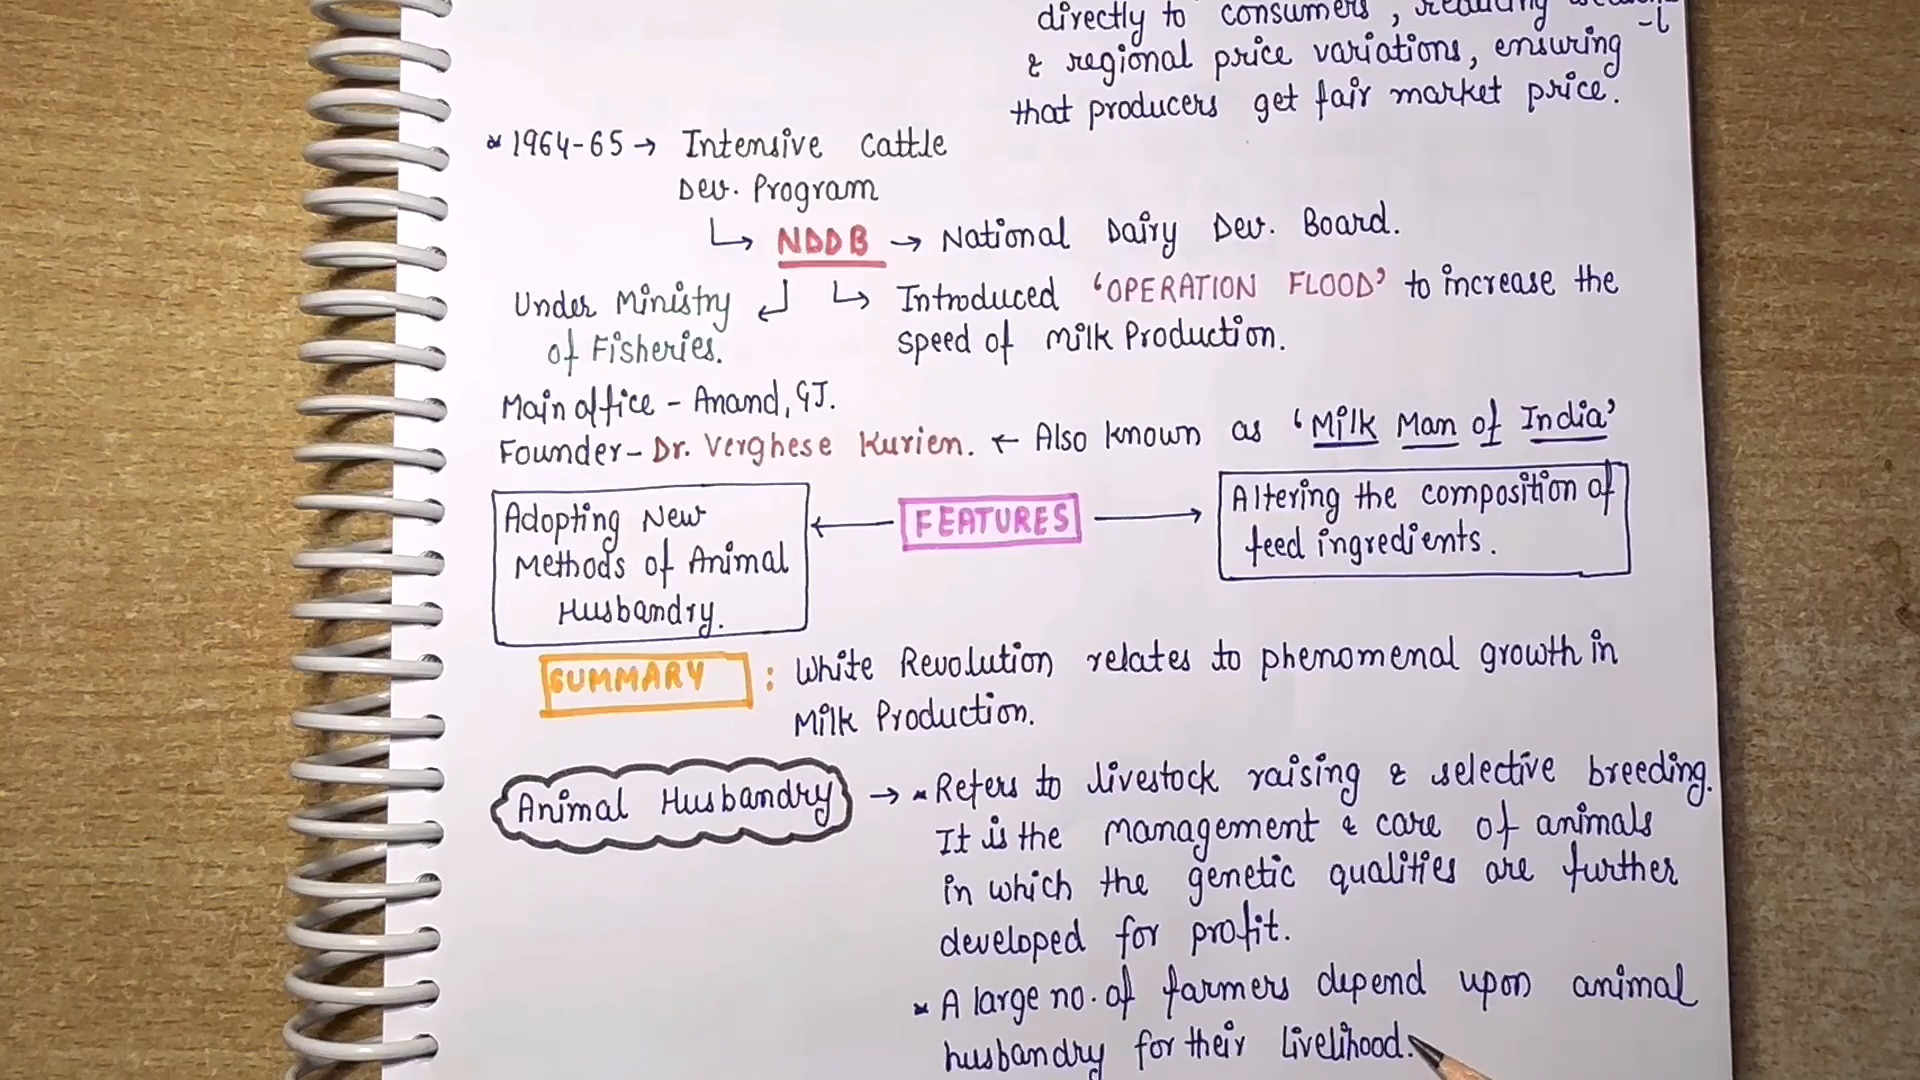 directly to consumers, reducing
& regional price variations, ensuring
that producers get fair market price.
* 1964-65 → Intensive Cattle
Dev. Program
↳ NDDB → National Dairy Dev. Board.
Under Ministry ↲ ↳ Introduced 'OPERATION FLOOD' to increase the
of Fisheries. speed of Milk Production.
Main office - Anand, GJ.
Founder - Dr. Verghese Kurien. ← Also known as 'Milk Man of India'
Adopting New
Methods of Animal
Husbandry.
← FEATURES →
Altering the composition of
feed ingredients.
SUMMARY : White Revolution relates to phenomenal growth in
Milk Production.
Animal Husbandry → * Refers to livestock raising & selective breeding.
It is the management & care of animals
in which the genetic qualities are further
developed for profit.
* A large no. of farmers depend upon animal
husbandry for their livelihood.